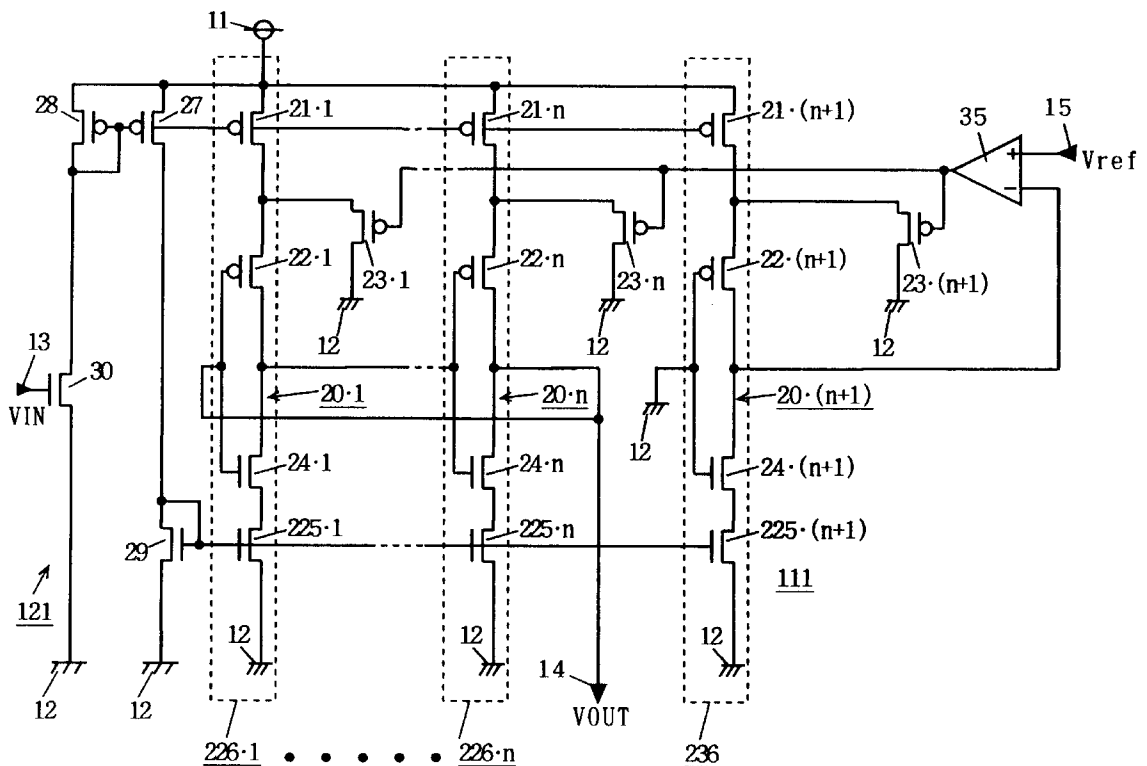 11
28
27
21·1
21·n
21·(n+1)
35
15
Vref
+
−
22·1
23·1
22·n
23·n
22·(n+1)
23·(n+1)
12
12
12
13
VIN
30
20·1
20·n
12
20·(n+1)
24·1
24·n
24·(n+1)
29
225·1
225·n
225·(n+1)
121
111
12
12
12
12
12
14
VOUT
226·1 • • • • • 226·n
236